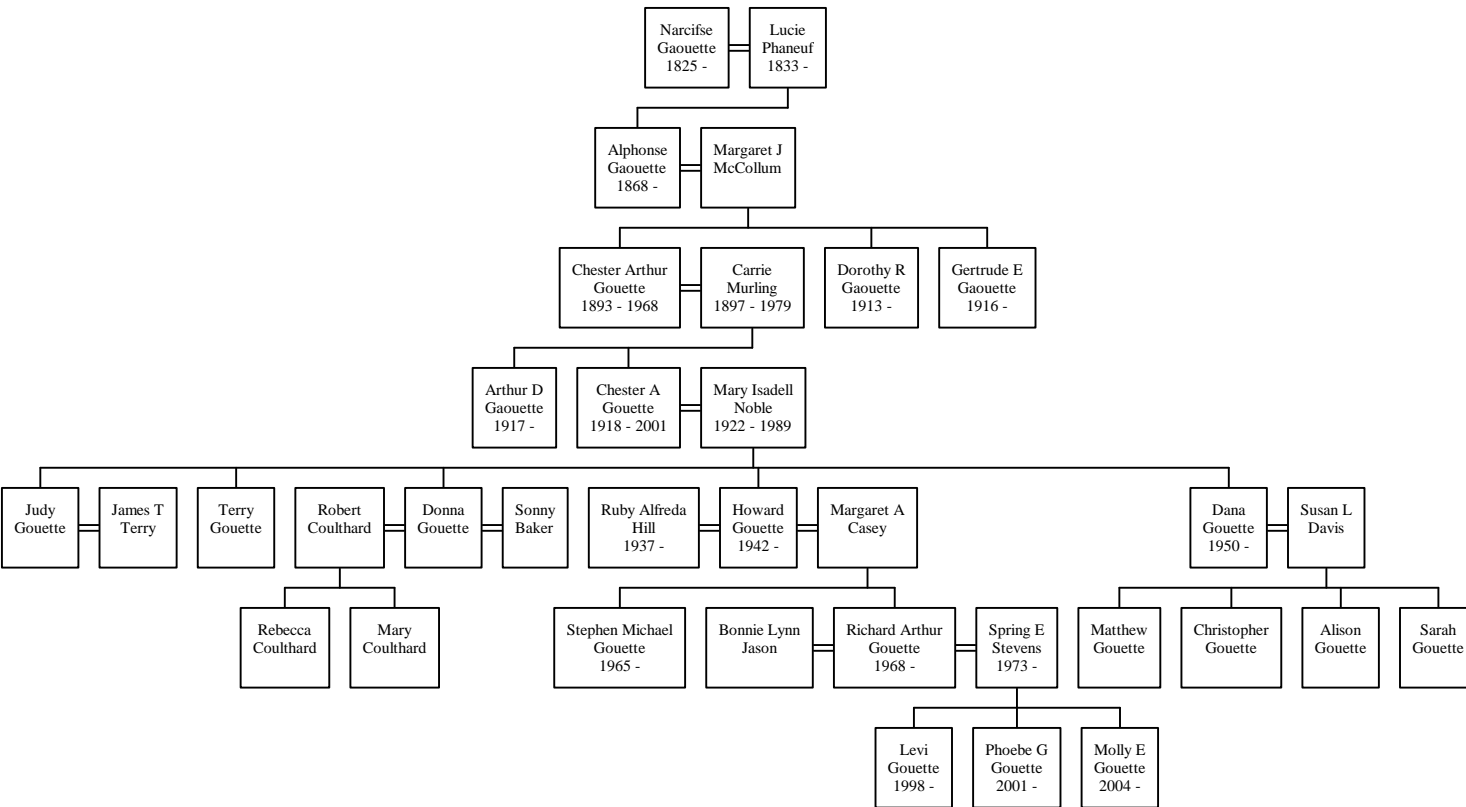 Narcifse
Gaouette
1825 -
Lucie
Phaneuf
1833 -
Alphonse
Gaouette
1868 -
Margaret J
McCollum
Chester Arthur
Gouette
1893 - 1968
Carrie
Murling
1897 - 1979
Dorothy R
Gaouette
1913 -
Gertrude E
Gaouette
1916 -
Arthur D
Gaouette
1917 -
Chester A
Gouette
1918 - 2001
Mary Isadell
Noble
1922 - 1989
Judy
Gouette
James T
Terry
Terry
Gouette
Robert
Coulthard
Donna
Gouette
Sonny
Baker
Ruby Alfreda
Hill
1937 -
Howard
Gouette
1942 -
Margaret A
Casey
Dana
Gouette
1950 -
Susan L
Davis
Rebecca
Coulthard
Mary
Coulthard
Stephen Michael
Gouette
1965 -
Bonnie Lynn
Jason
Richard Arthur
Gouette
1968 -
Spring E
Stevens
1973 -
Matthew
Gouette
Christopher
Gouette
Alison
Gouette
Sarah
Gouette
Levi
Gouette
1998 -
Phoebe G
Gouette
2001 -
Molly E
Gouette
2004 -